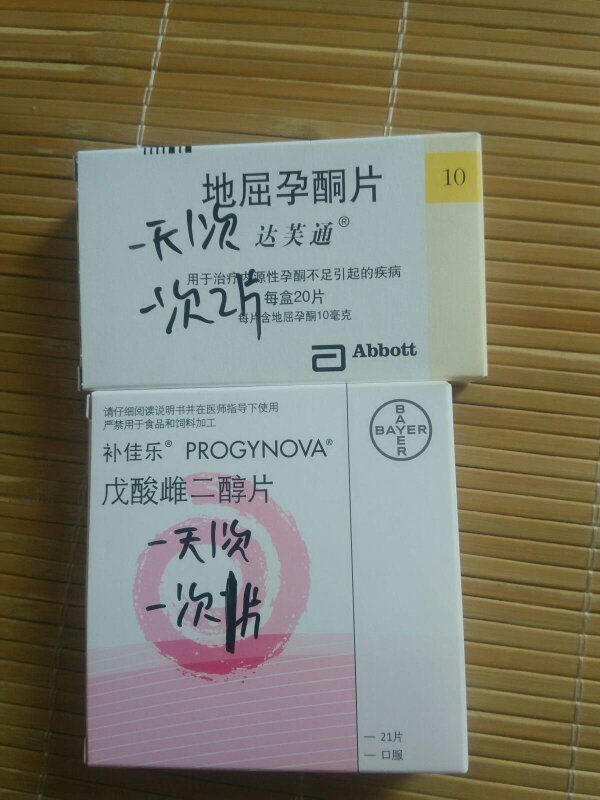 地屈孕酮片
10
一天1次
达芙通®
用于治疗内源性孕酮不足引起的疾病
一次2片
每盒20片
每片含地屈孕酮10毫克
Abbott
请仔细阅读说明书并在医师指导下使用
严禁用于食品和饲料加工
BAYER
BAYER
补佳乐® PROGYNOVA®
戊酸雌二醇片
一天1次
一次1片
21片
口服